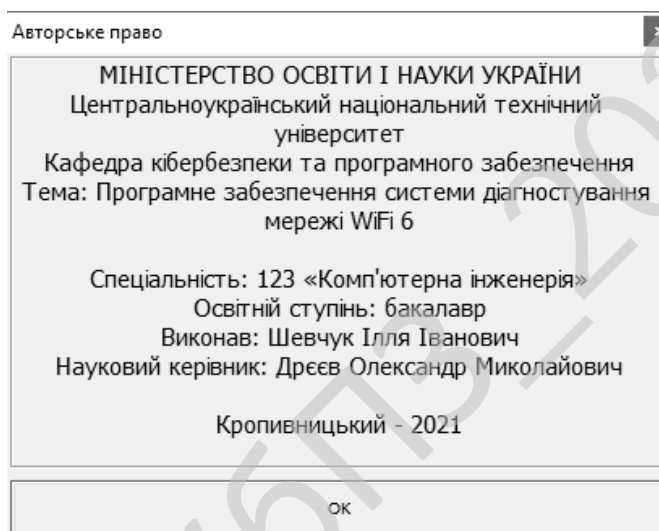 Авторське право
МІНІСТЕРСТВО ОСВІТИ І НАУКИ УКРАЇНИ
Центральноукраїнський національний технічний
університет
Кафедра кібербезпеки та програмного забезпечення
Тема: Програмне забезпечення системи діагностування
мережі WiFi 6
Спеціальність: 123 «Комп'ютерна інженерія»
Освітній ступінь: бакалавр
Виконав: Шевчук Ілля Іванович
Науковий керівник: Дрєєв Олександр Миколайович
Кропивницький - 2021
ОК